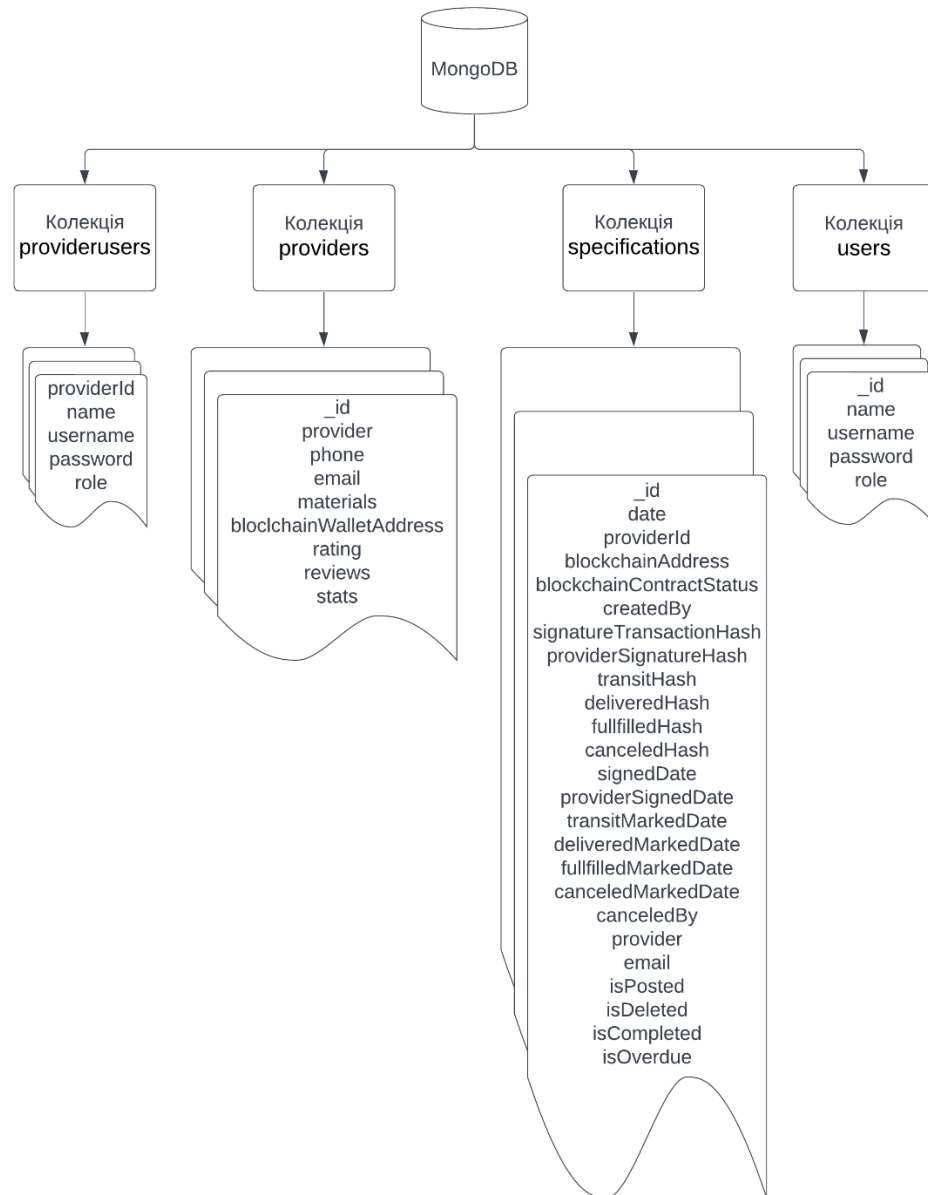 MongoDB
Колекція
providerusers
Колекція
providers
Колекція
specifications
Колекція
users
providerId
name
username
password
role
_id
provider
phone
email
materials
bloclchainWalletAddress
rating
reviews
stats
_id
date
providerId
blockchainAddress
blockchainContractStatus
createdBy
signatureTransactionHash
providerSignatureHash
transitHash
deliveredHash
fullfilledHash
canceledHash
signedDate
providerSignedDate
transitMarkedDate
deliveredMarkedDate
fullfilledMarkedDate
canceledMarkedDate
canceledBy
provider
email
isPosted
isDeleted
isCompleted
isOverdue
_id
name
username
password
role